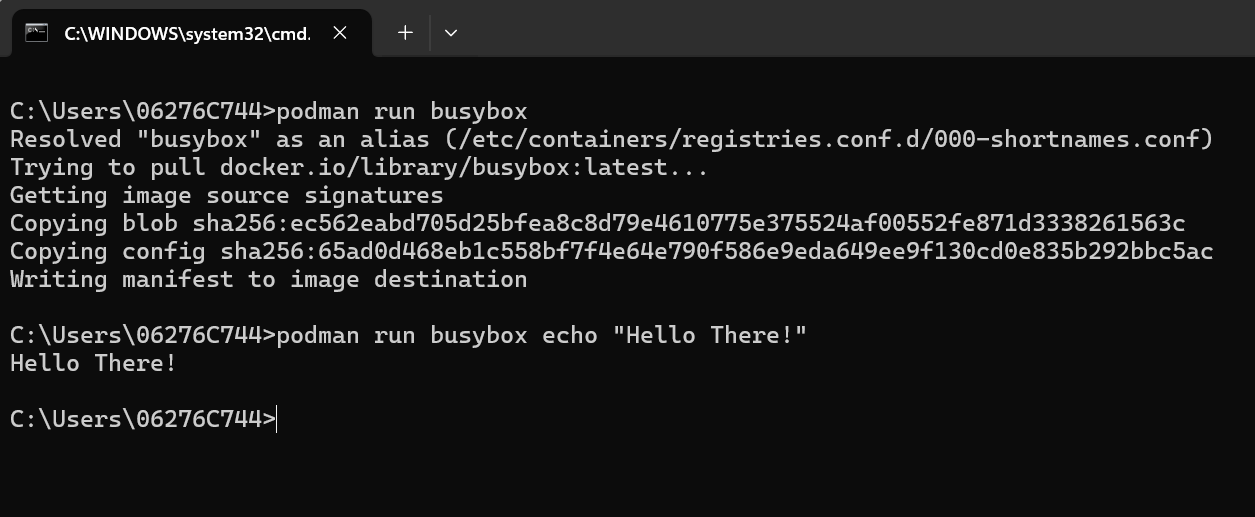 C:\WINDOWS\system32\cmd.
C:\Users\06276C744>podman run busybox
Resolved "busybox" as an alias (/etc/containers/registries.conf.d/000-shortnames.conf)
Trying to pull docker.io/library/busybox:latest...
Getting image source signatures
Copying blob sha256:ec562eabd705d25bfea8c8d79e4610775e375524af00552fe871d3338261563c
Copying config sha256:65ad0d468eb1c558bf7f4e64e790f586e9eda649ee9f130cd0e835b292bbc5ac
Writing manifest to image destination
C:\Users\06276C744>podman run busybox echo "Hello There!"
Hello There!
C:\Users\06276C744>